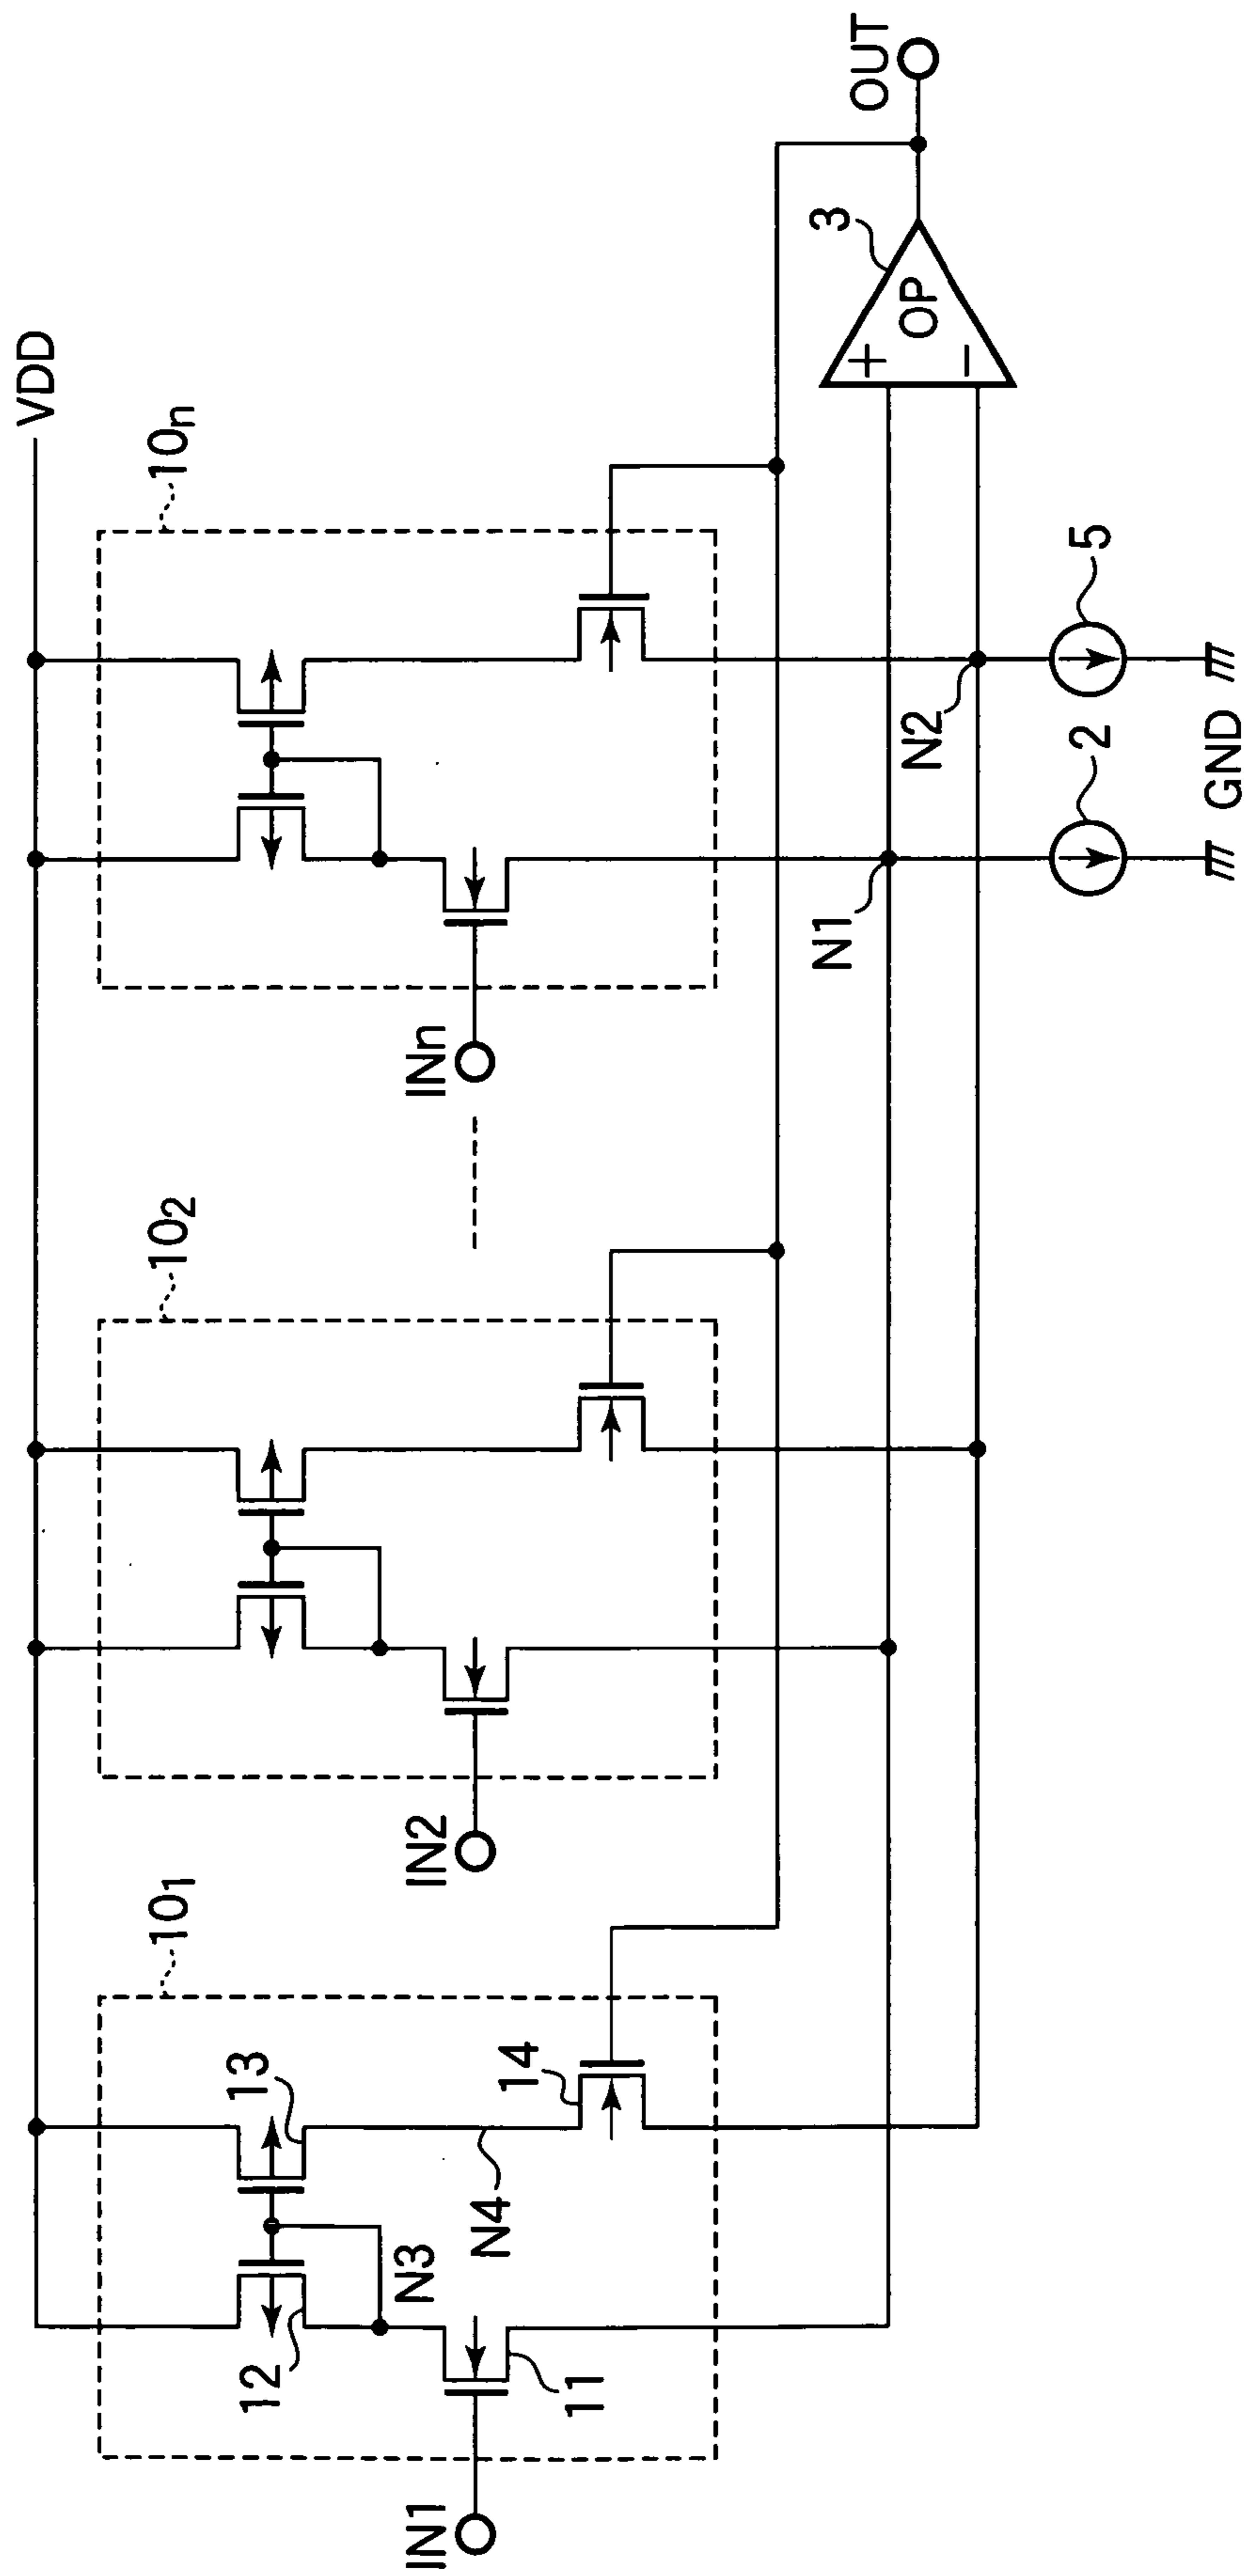 VDD
10₁
10₂
10n
12
13
N3
N4
11
14
IN1
IN2
INn
N1
N2
2
5
GND
3
OP
+
−
OUT